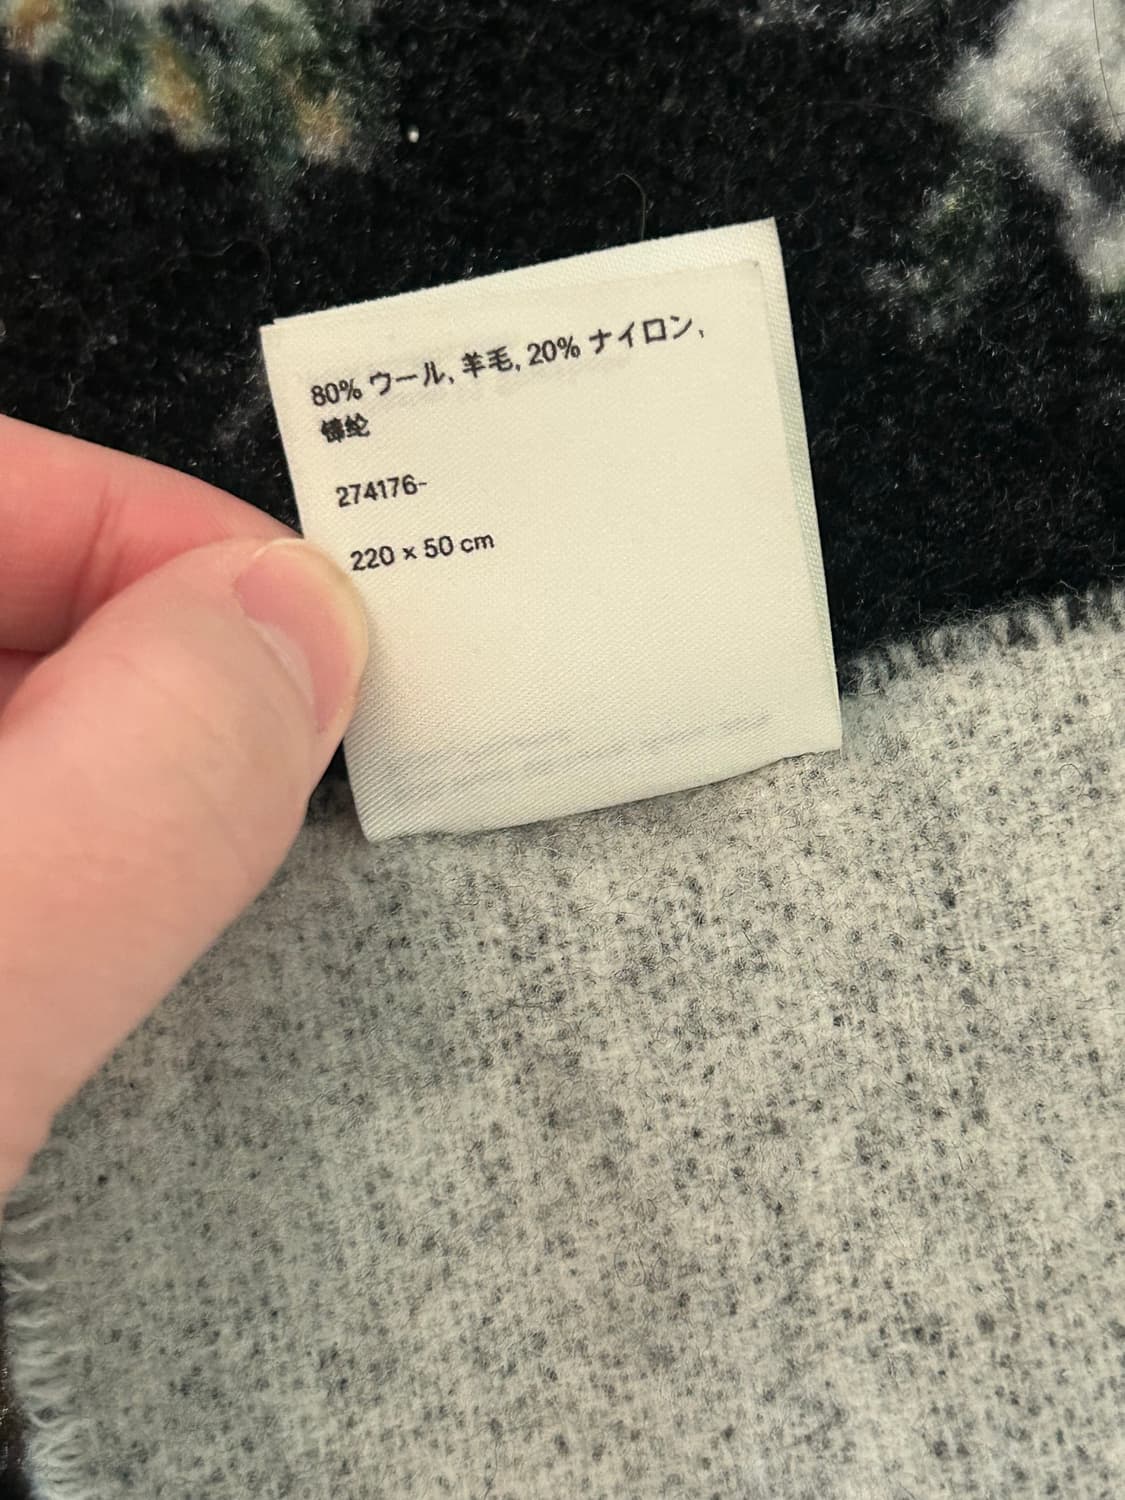 80% ウール, 羊毛, 20% ナイロン,
锦纶
274176-
220 × 50 cm